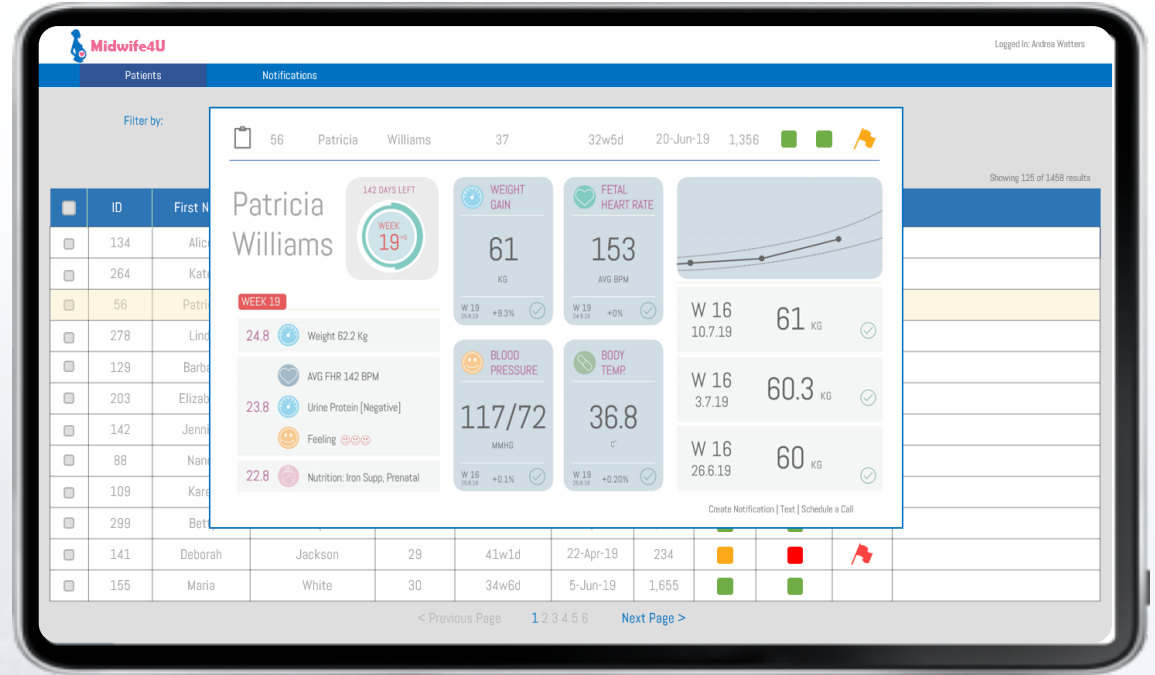 Midwife4U
Logged In: Andrea Watters
Patients Notifications
Filter by:
56 Patricia Williams 37 32w5d 20-Jun-19 1,356
Showing 125 of 1458 results
ID First N
134 Alic
264 Kat
56 Patri
278 Lind
129 Barba
203 Elizab
142 Jenni
88 Nan
109 Kare
299 Bet
141 Deborah Jackson 29 41w1d 22-Apr-19 234
155 Maria White 30 34w6d 5-Jun-19 1,655
Patricia
Williams
142 DAYS LEFT
WEEK
19
WEEK 19
24.8 Weight 62.2 Kg
AVG FHR 142 BPM
23.8 Urine Protein [Negative]
Feeling
22.8 Nutrition: Iron Supp, Prenatal
WEIGHT
GAIN
61
KG
W 19
+9.3%
FETAL
HEART RATE
153
AVG BPM
W 19
+0%
BLOOD
PRESSURE
117/72
MMHG
W 16
+0.1%
BODY
TEMP.
36.8
C°
W 19
+0.20%
W 16
10.7.19
61 KG
W 16
3.7.19
60.3 KG
W 16
26.6.19
60 KG
Create Notification | Text | Schedule a Call
< Previous Page 1 2 3 4 5 6 Next Page >